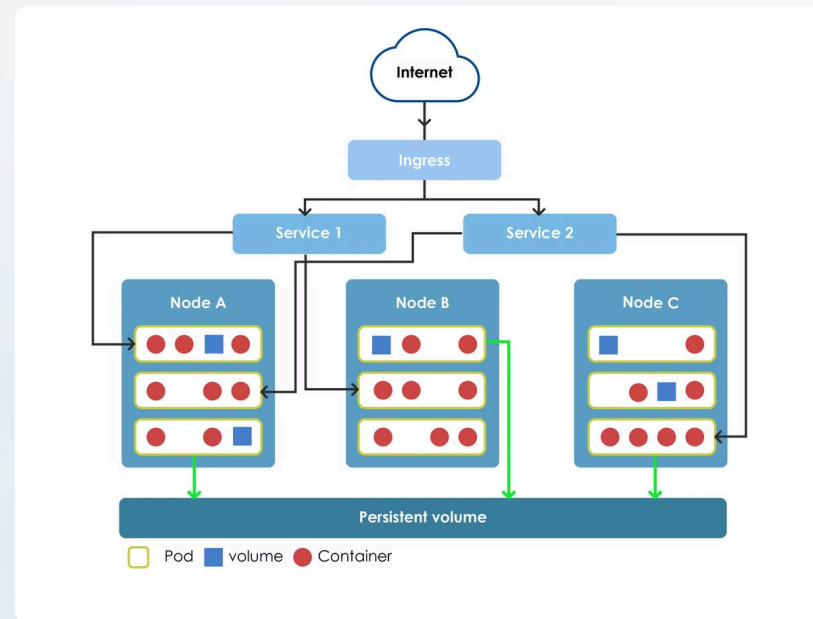 Internet
Ingress
Service 1
Service 2
Node A
Node B
Node C
Persistent volume
Pod volume Container